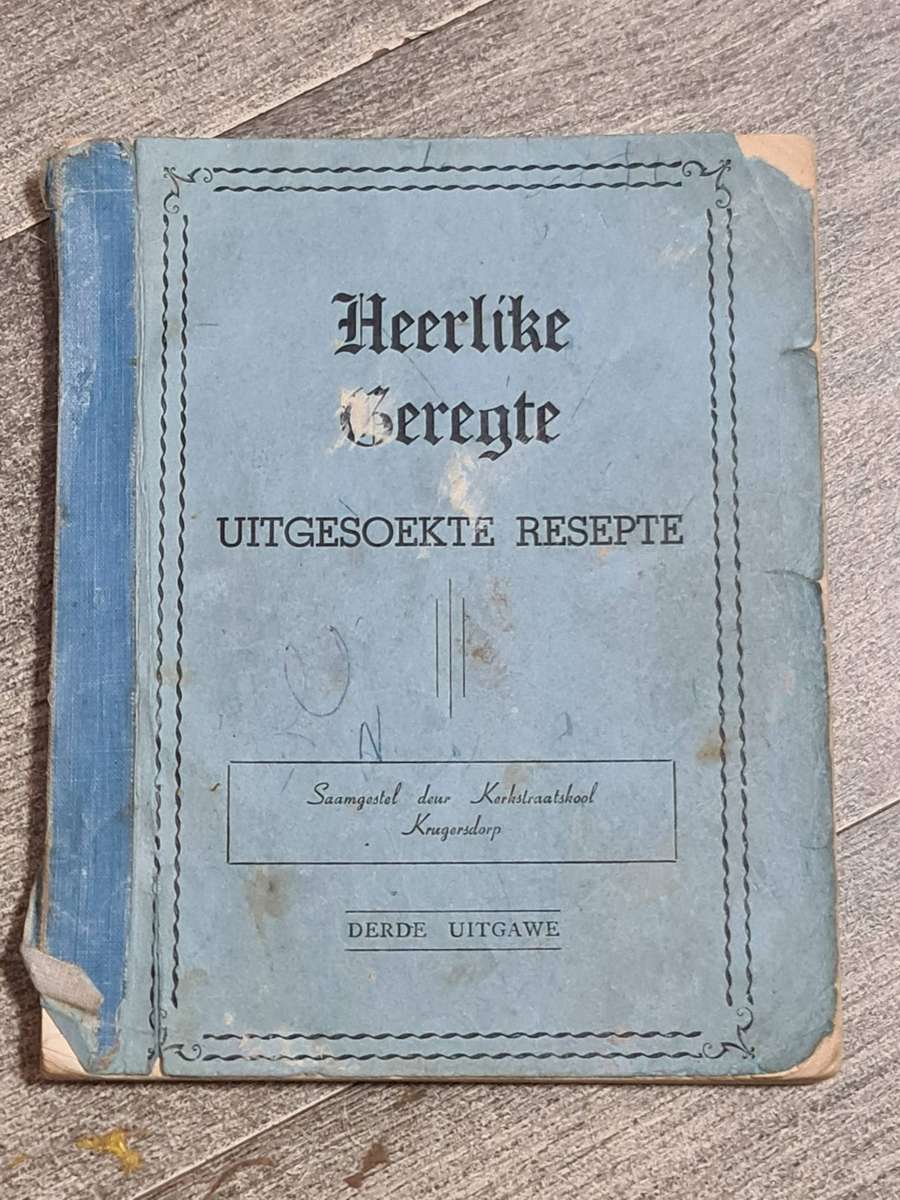 Heerlike
Geregte
UITGESOEKTE RESEPTE
N
Saamgestel deur Kerkstraatskool
Krugersdorp
DERDE UITGAWE